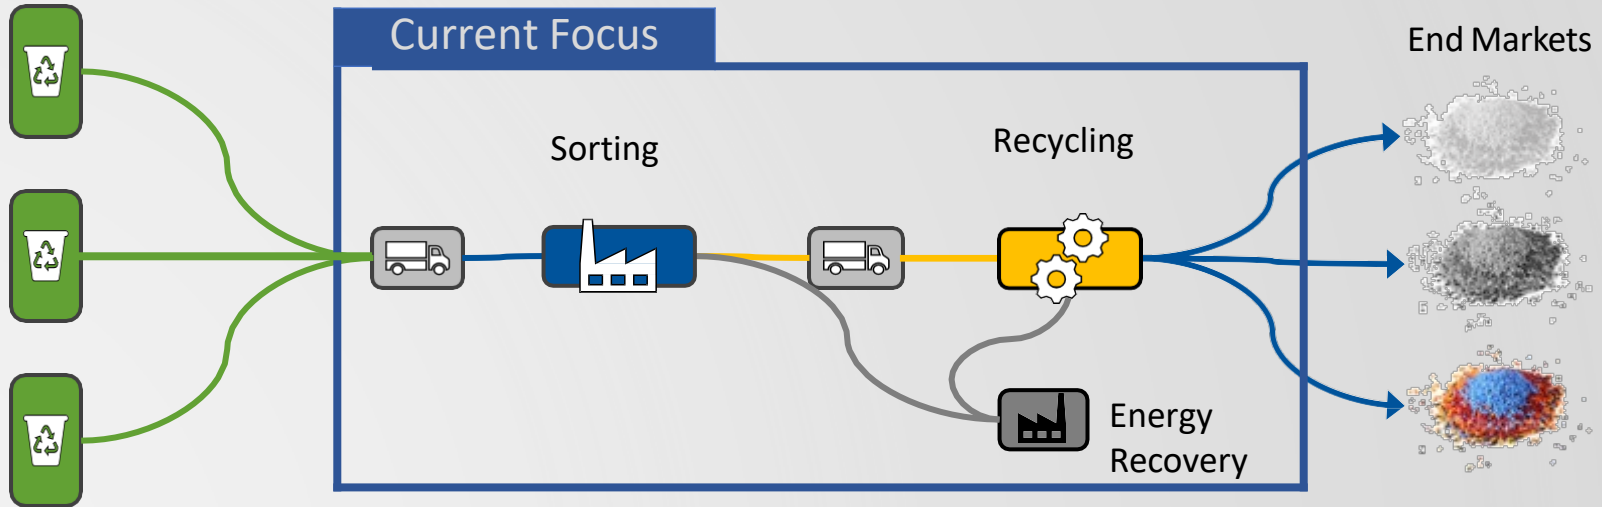 Current Focus
End Markets
Sorting
Recycling
Energy
Recovery